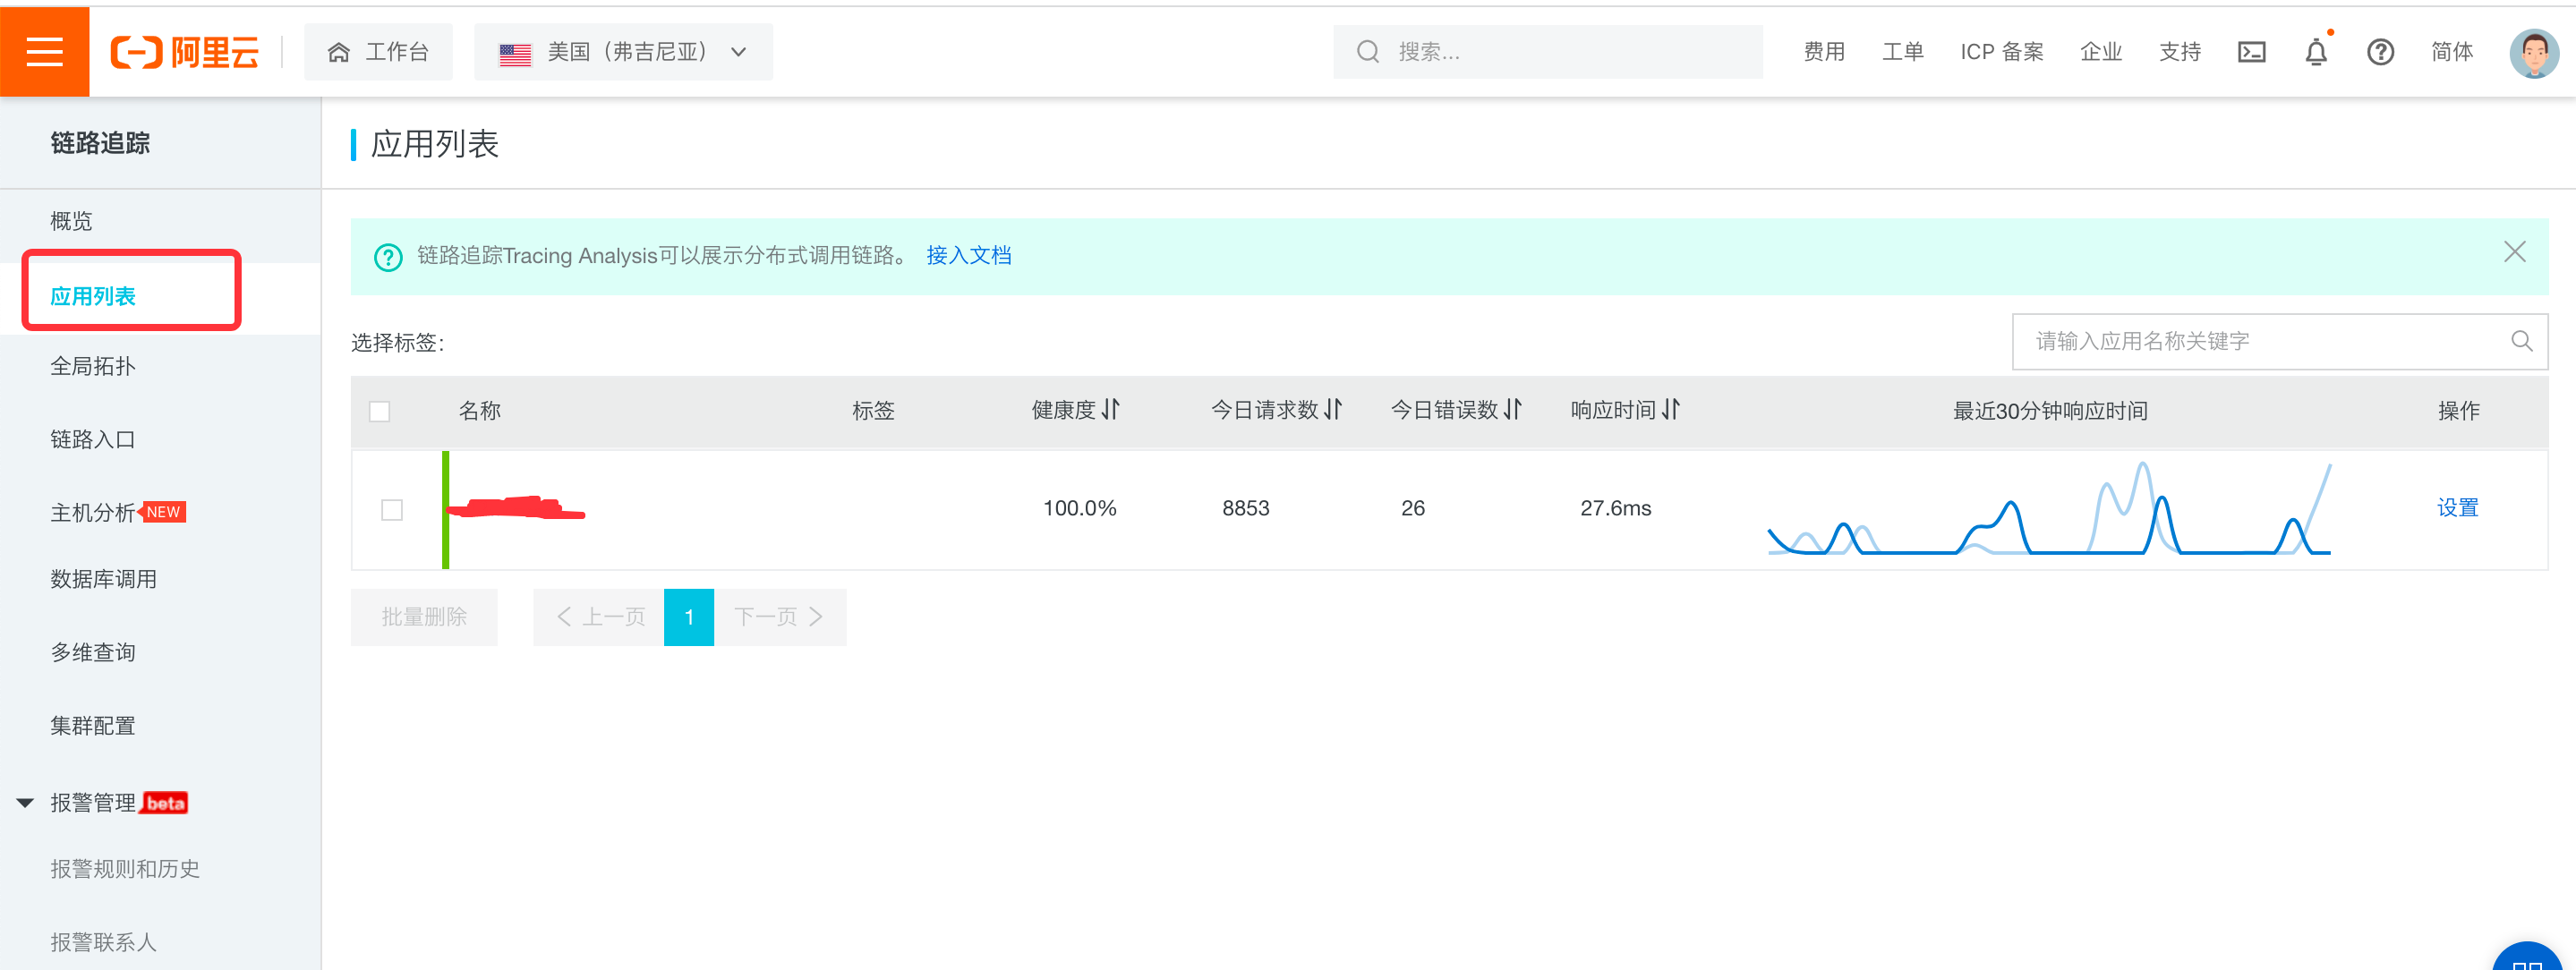 阿里云 工作台 美国（弗吉尼亚） 搜索... 费用 工单 ICP 备案 企业 支持 简体
链路追踪
概览
应用列表
全局拓扑
链路入口
主机分析 NEW
数据库调用
多维查询
集群配置
报警管理 beta
报警规则和历史
报警联系人
应用列表
链路追踪Tracing Analysis可以展示分布式调用链路。 接入文档
选择标签:
请输入应用名称关键字
名称 标签 健康度 今日请求数 今日错误数 响应时间 最近30分钟响应时间 操作
100.0% 8853 26 27.6ms 设置
批量删除 上一页 1 下一页